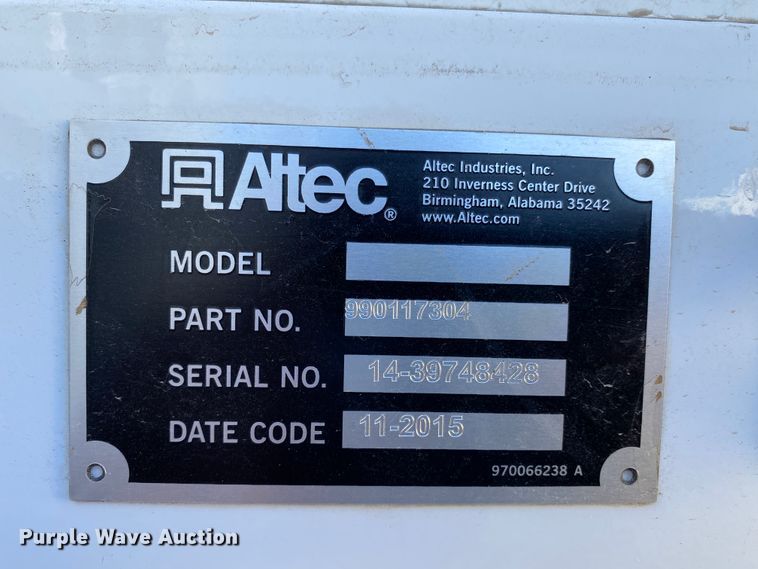 Altec®
Altec Industries, Inc.
210 Inverness Center Drive
Birmingham, Alabama 35242
www.Altec.com
MODEL
PART NO. 990117304
SERIAL NO. 14-39748428
DATE CODE 11-2015
970066238 A
Purple Wave Auction